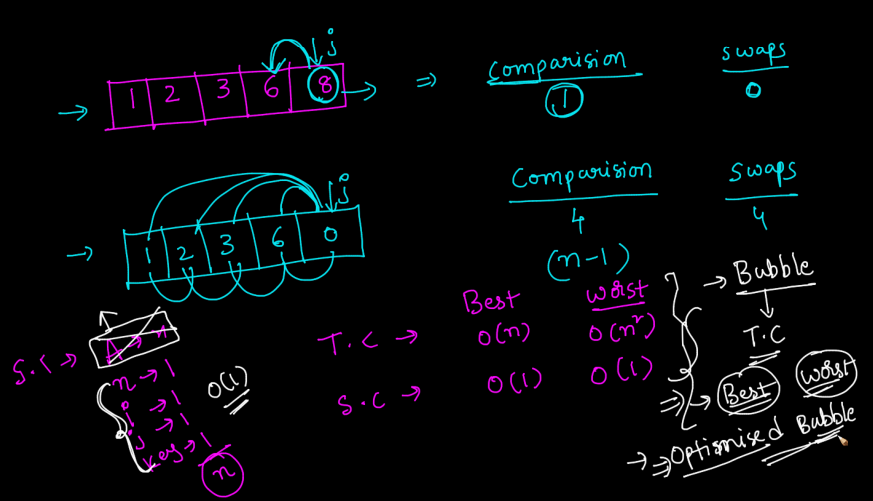 j
1 2 3 6 8
⇒ Comparision swaps
1 0
j
1 2 3 6 0
Comparision swaps
4 4
(n-1)
Best worst
T.C → O(n) O(n²)
S.C → O(1) O(1)
S.C → A → n
n → 1
i → 1
j → 1
key → 1
n
O(1)
→ Bubble
T.C
⇒ → Best worst
→ ⇒ Optimised Bubble